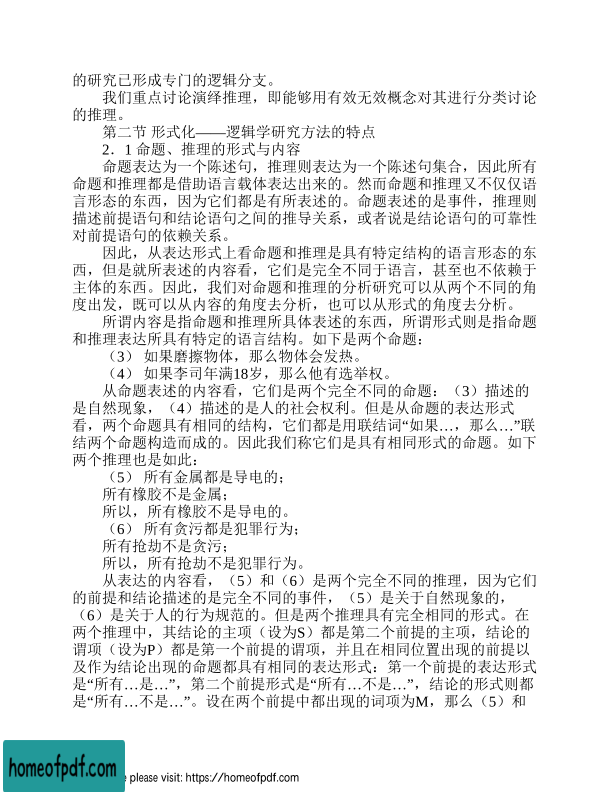 的研究已形成专门的逻辑分支。
我们重点讨论演绎推理，即能够用有效无效概念对其进行分类讨论
的推理。
第二节 形式化——逻辑学研究方法的特点
2．1 命题、推理的形式与内容
命题表达为一个陈述句，推理则表达为一个陈述句集合，因此所有
命题和推理都是借助语言载体表达出来的。然而命题和推理又不仅仅语
言形态的东西，因为它们都是有所表述的。命题表述的是事件，推理则
描述前提语句和结论语句之间的推导关系，或者说是结论语句的可靠性
对前提语句的依赖关系。
因此，从表达形式上看命题和推理是具有特定结构的语言形态的东
西，但是就所表述的内容看，它们是完全不同于语言，甚至也不依赖于
主体的东西。因此，我们对命题和推理的分析研究可以从两个不同的角
度出发，既可以从内容的角度去分析，也可以从形式的角度去分析。
所谓内容是指命题和推理所具体表述的东西，所谓形式则是指命题
和推理表达所具有特定的语言结构。如下是两个命题：
（3） 如果磨擦物体，那么物体会发热。
（4） 如果李司年满18岁，那么他有选举权。
从命题表述的内容看，它们是两个完全不同的命题：（3）描述的
是自然现象，（4）描述的是人的社会权利。但是从命题的表达形式
看，两个命题具有相同的结构，它们都是用联结词“如果…，那么…”联
结两个命题构造而成的。因此我们称它们是具有相同形式的命题。如下
两个推理也是如此：
（5） 所有金属都是导电的；
所有橡胶不是金属；
所以，所有橡胶不是导电的。
（6） 所有贪污都是犯罪行为；
所有抢劫不是贪污；
所以，所有抢劫不是犯罪行为。
从表达的内容看，（5）和（6）是两个完全不同的推理，因为它们
的前提和结论描述的是完全不同的事件，（5）是关于自然现象的，
（6）是关于人的行为规范的。但是两个推理具有完全相同的形式。在
两个推理中，其结论的主项（设为S）都是第二个前提的主项，结论的
谓项（设为P）都是第一个前提的谓项，并且在相同位置出现的前提以
及作为结论出现的命题都具有相同的表达形式：第一个前提的表达形式
是“所有…是…”，第二个前提形式是“所有…不是…”，结论的形式则都
是“所有…不是…”。设在两个前提中都出现的词项为M，那么（5）和
homeofpdf.com
e please visit: https://homeofpdf.com